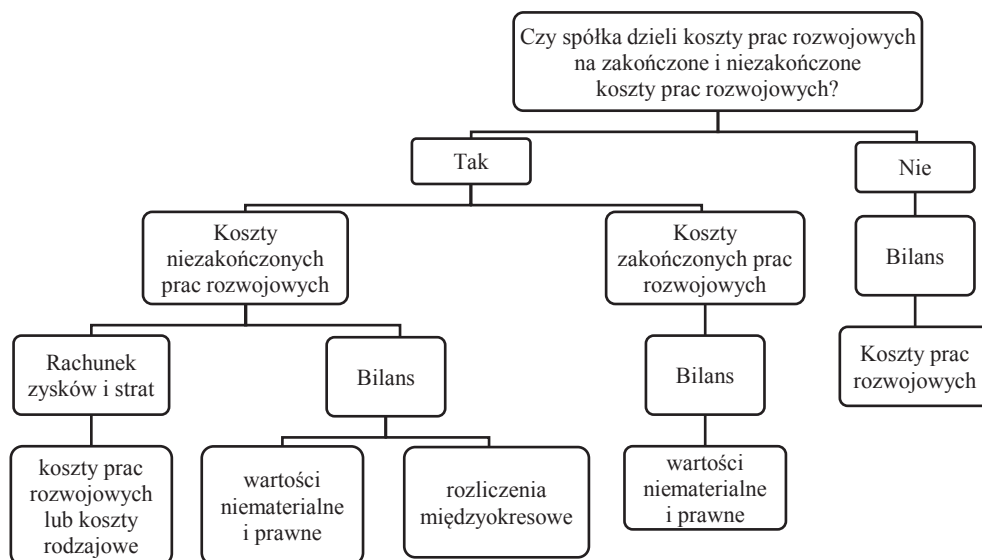 Czy spółka dzieli koszty prac rozwojowych
na zakończone i niezakończone
koszty prac rozwojowych?
Tak
Nie
Koszty
niezakończonych
prac rozwojowych
Koszty
zakończonych prac
rozwojowych
Bilans
Rachunek
zysków i strat
Bilans
Bilans
Koszty prac
rozwojowych
koszty prac
rozwojowych
lub koszty
rodzajowe
wartości
niematerialne
i prawne
rozliczenia
międzyokresowe
wartości
niematerialne
i prawne